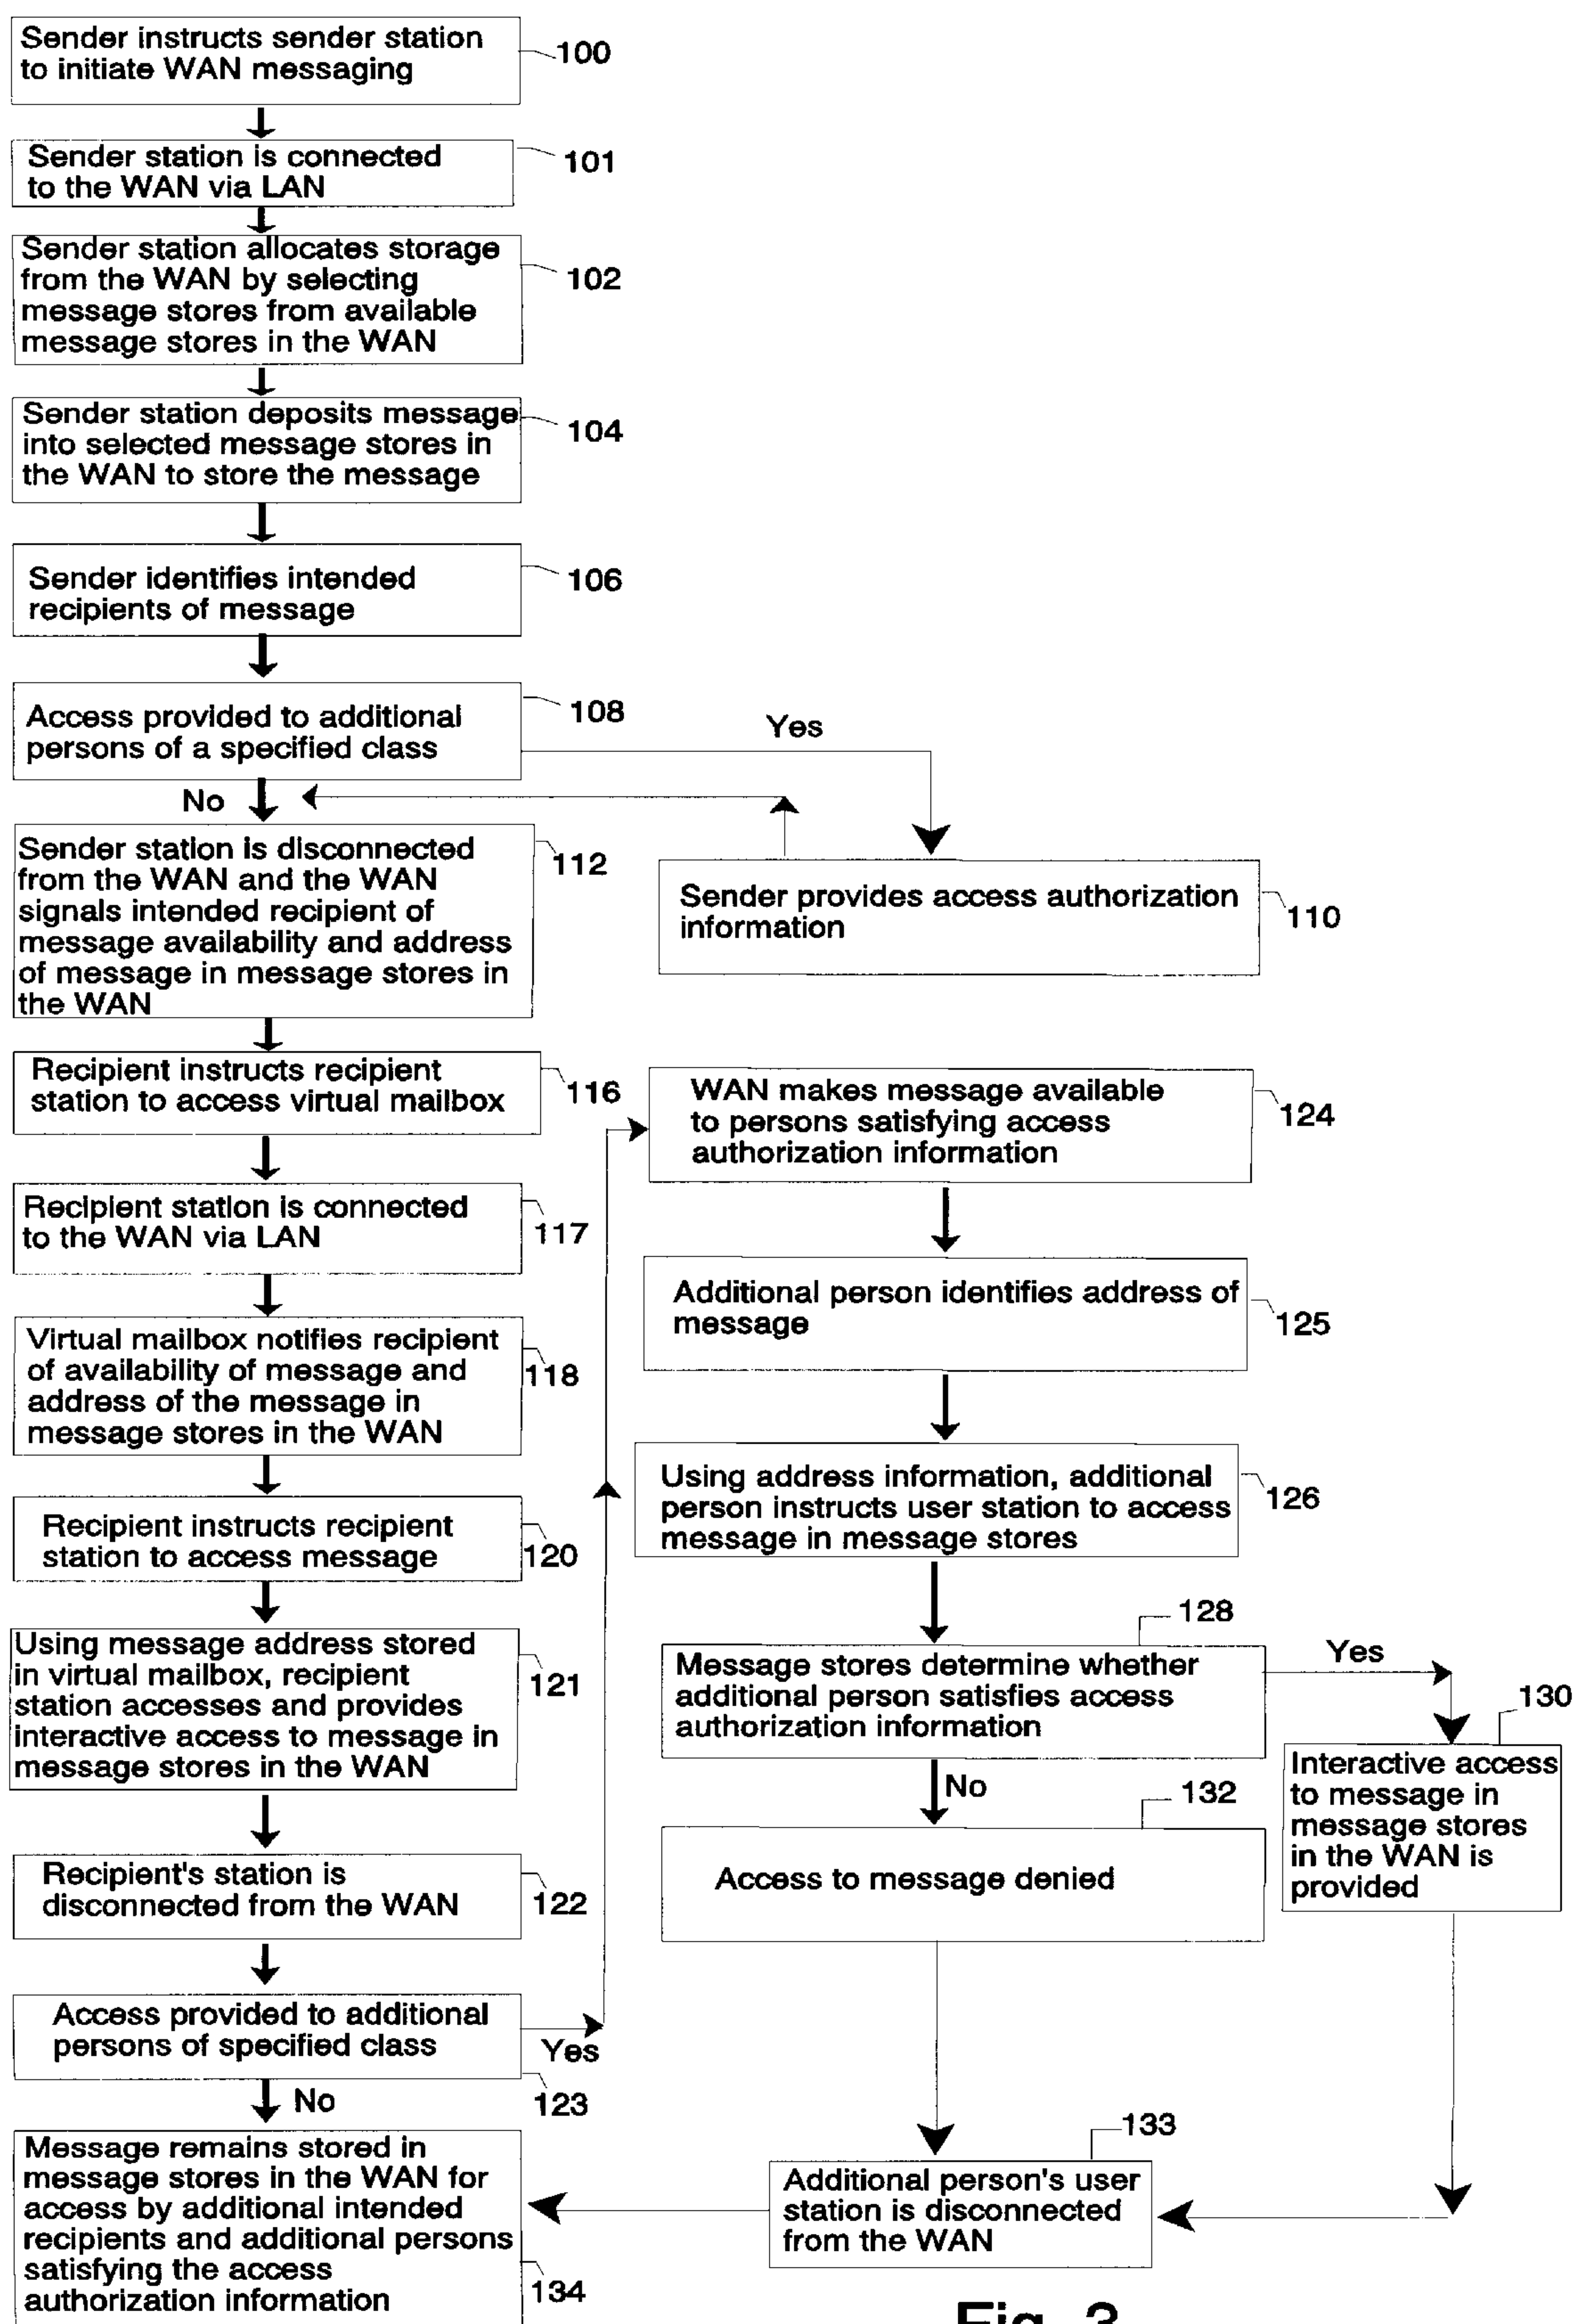 Sender instructs sender station
to initiate WAN messaging
100
Sender station is connected
to the WAN via LAN
101
Sender station allocates storage
from the WAN by selecting
message stores from available
message stores in the WAN
102
Sender station deposits message
into selected message stores in
the WAN to store the message
104
Sender identifies intended
recipients of message
106
Access provided to additional
persons of a specified class
108
Yes
No
Sender provides access authorization
information
110
Sender station is disconnected
from the WAN and the WAN
signals intended recipient of
message availability and address
of message in message stores in
the WAN
112
Recipient instructs recipient
station to access virtual mailbox
116
Recipient station is connected
to the WAN via LAN
117
Virtual mailbox notifies recipient
of availability of message and
address of the message in
message stores in the WAN
118
Recipient instructs recipient
station to access message
120
Using message address stored
in virtual mailbox, recipient
station accesses and provides
interactive access to message in
message stores in the WAN
121
Recipient's station is
disconnected from the WAN
122
Access provided to additional
persons of specified class
Yes
123
No
Message remains stored in
message stores in the WAN for
access by additional intended
recipients and additional persons
satisfying the access
authorization information
134
WAN makes message available
to persons satisfying access
authorization information
124
Additional person identifies address of
message
125
Using address information, additional
person instructs user station to access
message in message stores
126
128
Message stores determine whether
additional person satisfies access
authorization information
Yes
130
Interactive access
to message in
message stores
in the WAN is
provided
No
132
Access to message denied
133
Additional person's user
station is disconnected
from the WAN
Fig. 3